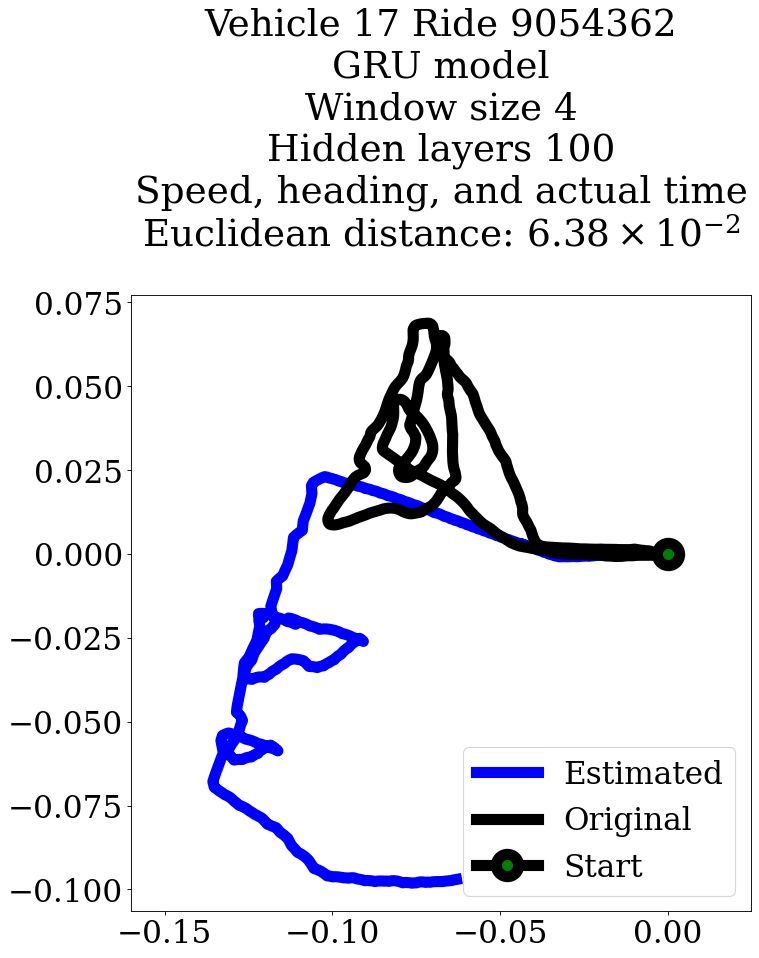 Vehicle 17 Ride 9054362
GRU model
Window size 4
Hidden layers 100
Speed, heading, and actual time
Euclidean distance: 6.38 × 10⁻²
0.075
0.050
0.025
0.000
−0.025
−0.050
−0.075
−0.100
−0.15
−0.10
−0.05
0.00
Estimated
Original
Start